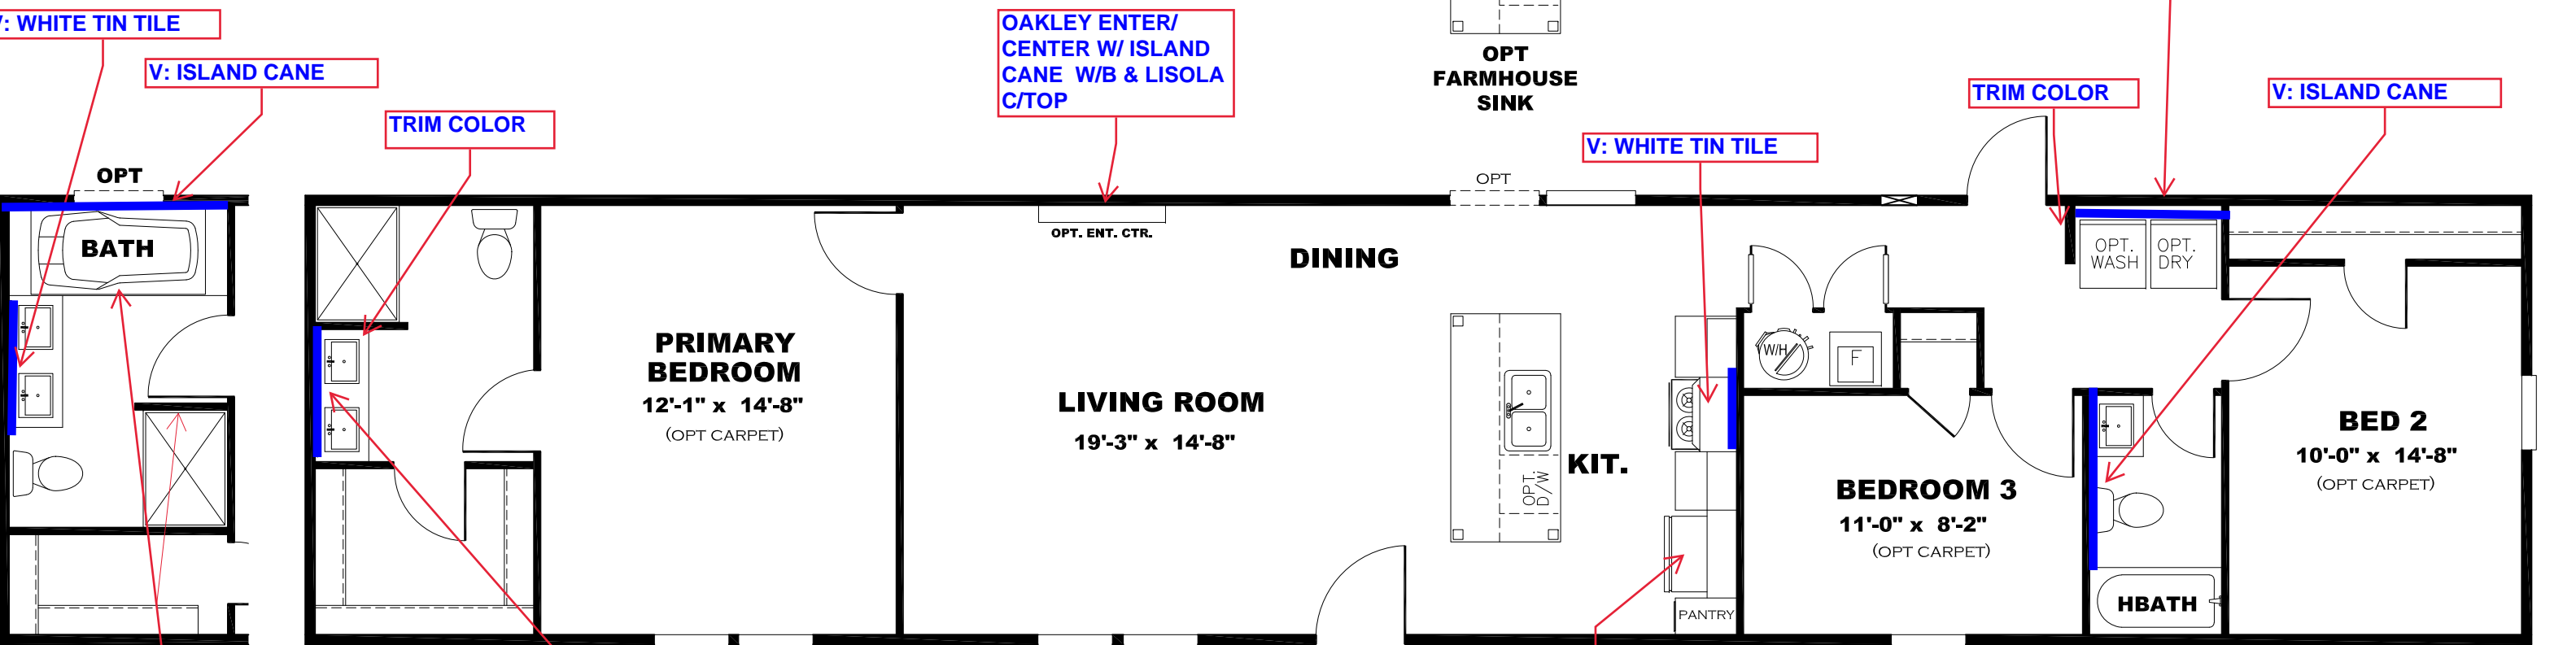 : WHITE TIN TILE
V: ISLAND CANE
TRIM COLOR
OAKLEY ENTER/
CENTER W/ ISLAND
CANE W/B & LISOLA
C/TOP
OPT
FARMHOUSE
SINK
V: WHITE TIN TILE
TRIM COLOR
V: ISLAND CANE
OPT
BATH
PRIMARY
BEDROOM
12'-1" x 14'-8"
(OPT CARPET)
OPT. ENT. CTR.
LIVING ROOM
19'-3" x 14'-8"
DINING
OPT
OPT.
D/W
KIT.
PANTRY
W/H
F
BEDROOM 3
11'-0" x 8'-2"
(OPT CARPET)
OPT.
WASH
OPT.
DRY
HBATH
BED 2
10'-0" x 14'-8"
(OPT CARPET)